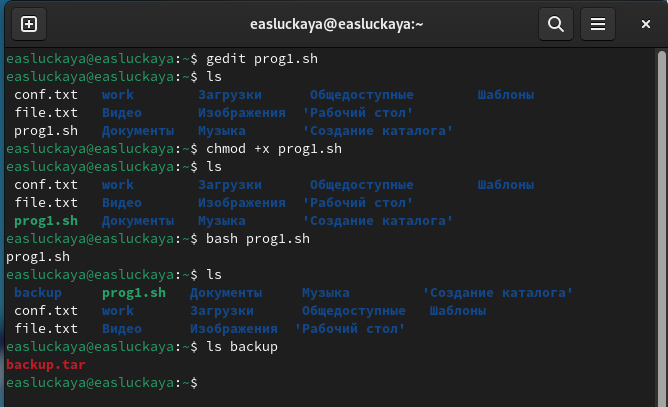 easluckaya@easluckaya:~
easluckaya@easluckaya:~$ gedit prog1.sh
easluckaya@easluckaya:~$ ls
conf.txt work Загрузки Общедоступные Шаблоны
file.txt Видео Изображения 'Рабочий стол'
prog1.sh Документы Музыка 'Создание каталога'
easluckaya@easluckaya:~$ chmod +x prog1.sh
easluckaya@easluckaya:~$ ls
conf.txt work Загрузки Общедоступные Шаблоны
file.txt Видео Изображения 'Рабочий стол'
prog1.sh Документы Музыка 'Создание каталога'
easluckaya@easluckaya:~$ bash prog1.sh
prog1.sh
easluckaya@easluckaya:~$ ls
backup prog1.sh Документы Музыка 'Создание каталога'
conf.txt work Загрузки Общедоступные Шаблоны
file.txt Видео Изображения 'Рабочий стол'
easluckaya@easluckaya:~$ ls backup
backup.tar
easluckaya@easluckaya:~$